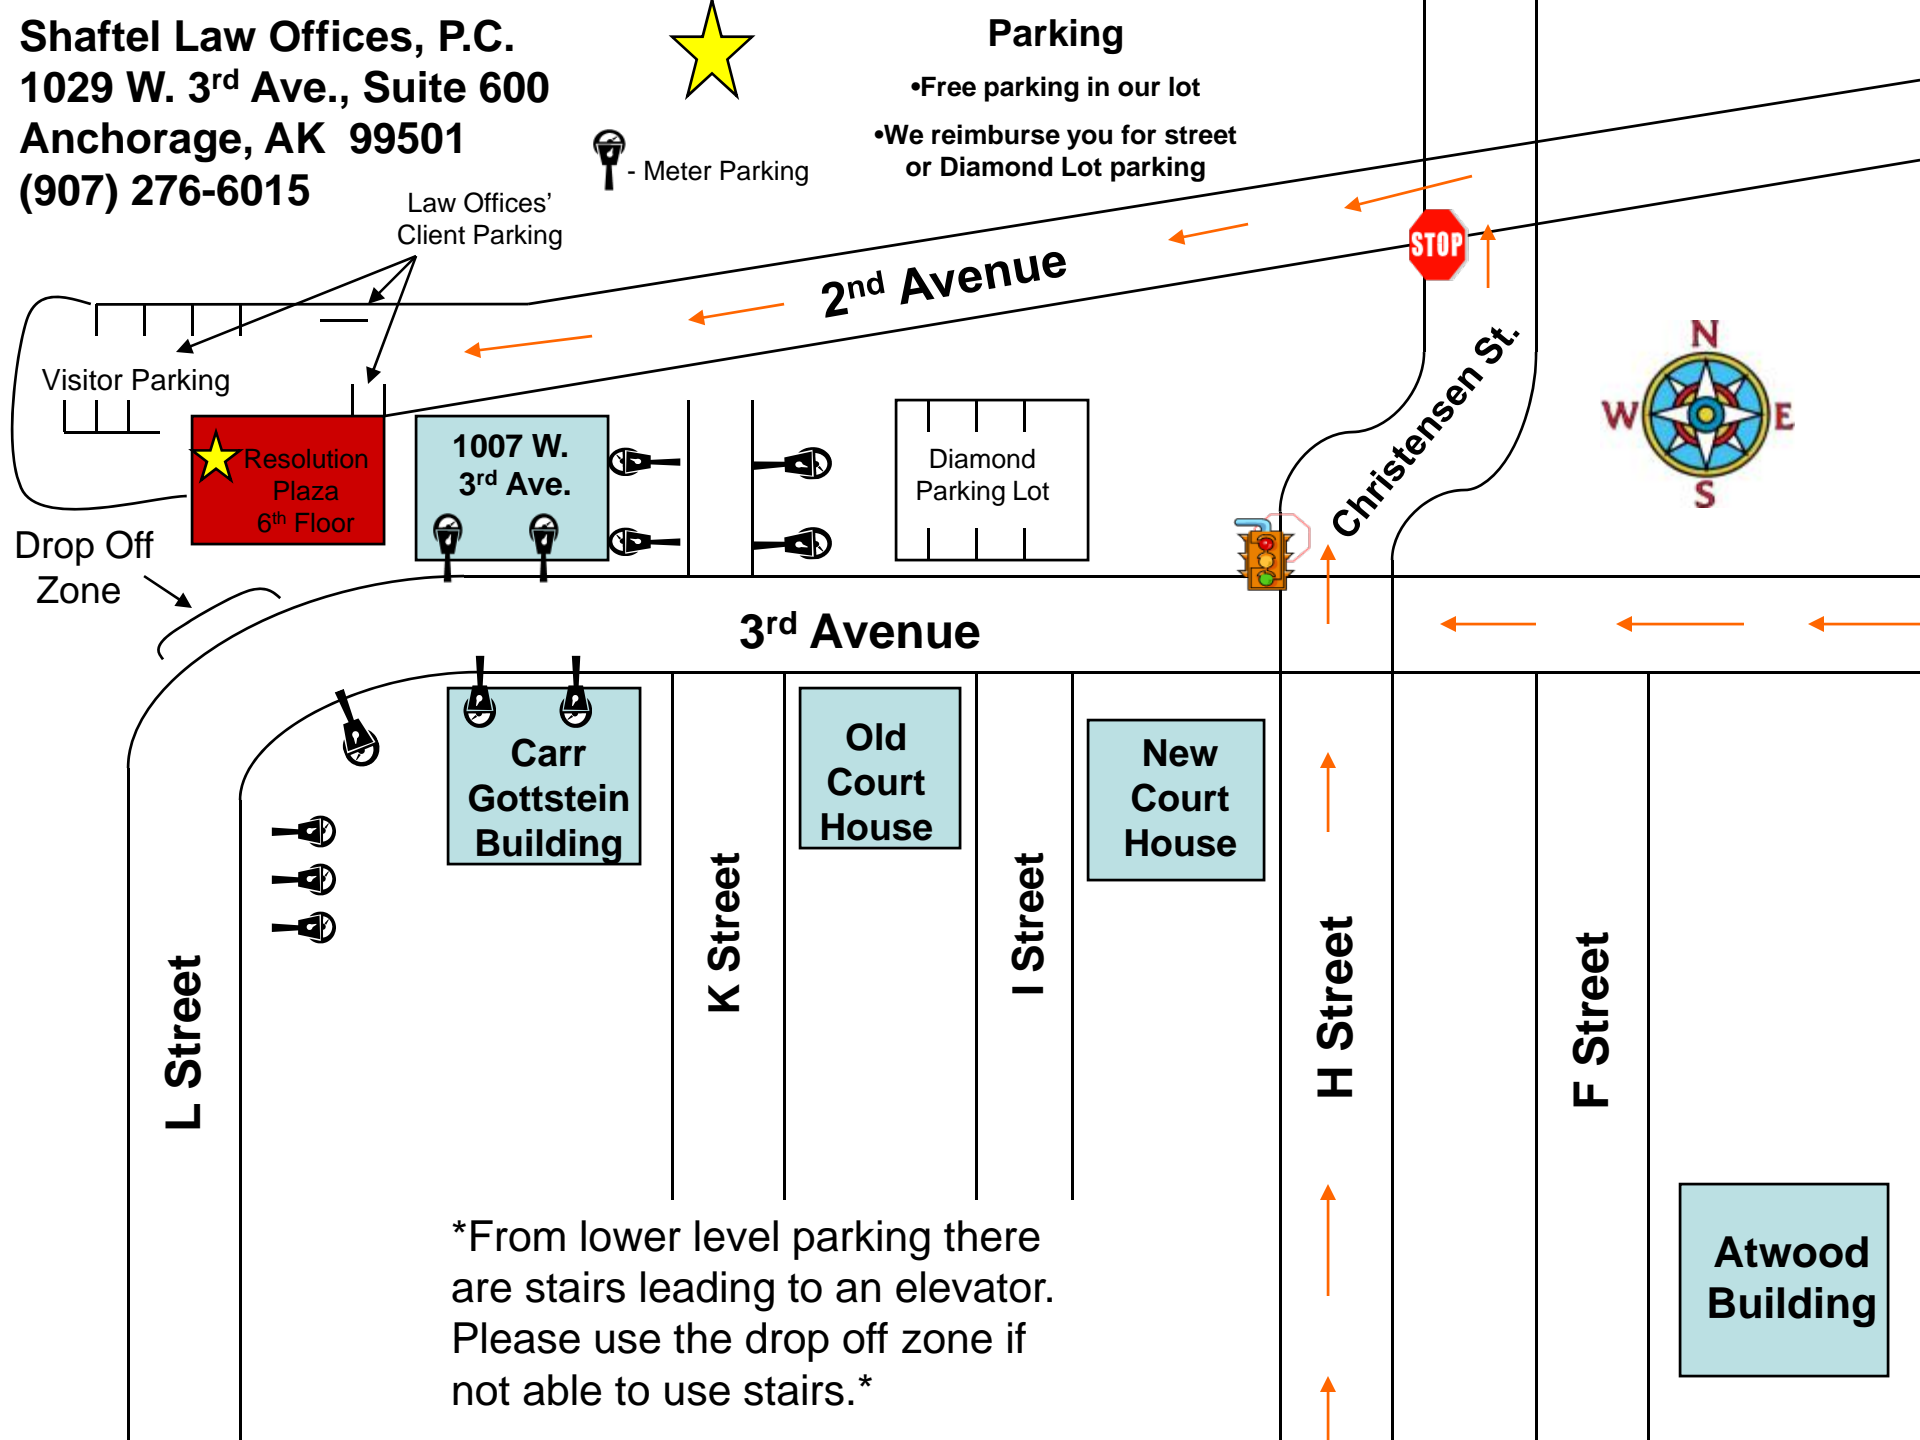 Shaftel Law Offices, P.C.
1029 W. 3rd Ave., Suite 600
Anchorage, AK  99501
(907) 276-6015
- Meter Parking
Parking
•Free parking in our lot
•We reimburse you for street
or Diamond Lot parking
Law Offices’
Client Parking
2nd Avenue
STOP
Christensen St.
N
W
E
S
Visitor Parking
Resolution
Plaza
6th Floor
1007 W.
3rd Ave.
Diamond
Parking Lot
Drop Off
Zone
3rd Avenue
Carr
Gottstein
Building
Old
Court
House
New
Court
House
L Street
K Street
I Street
H Street
F Street
Atwood
Building
*From lower level parking there
are stairs leading to an elevator.
Please use the drop off zone if
not able to use stairs.*